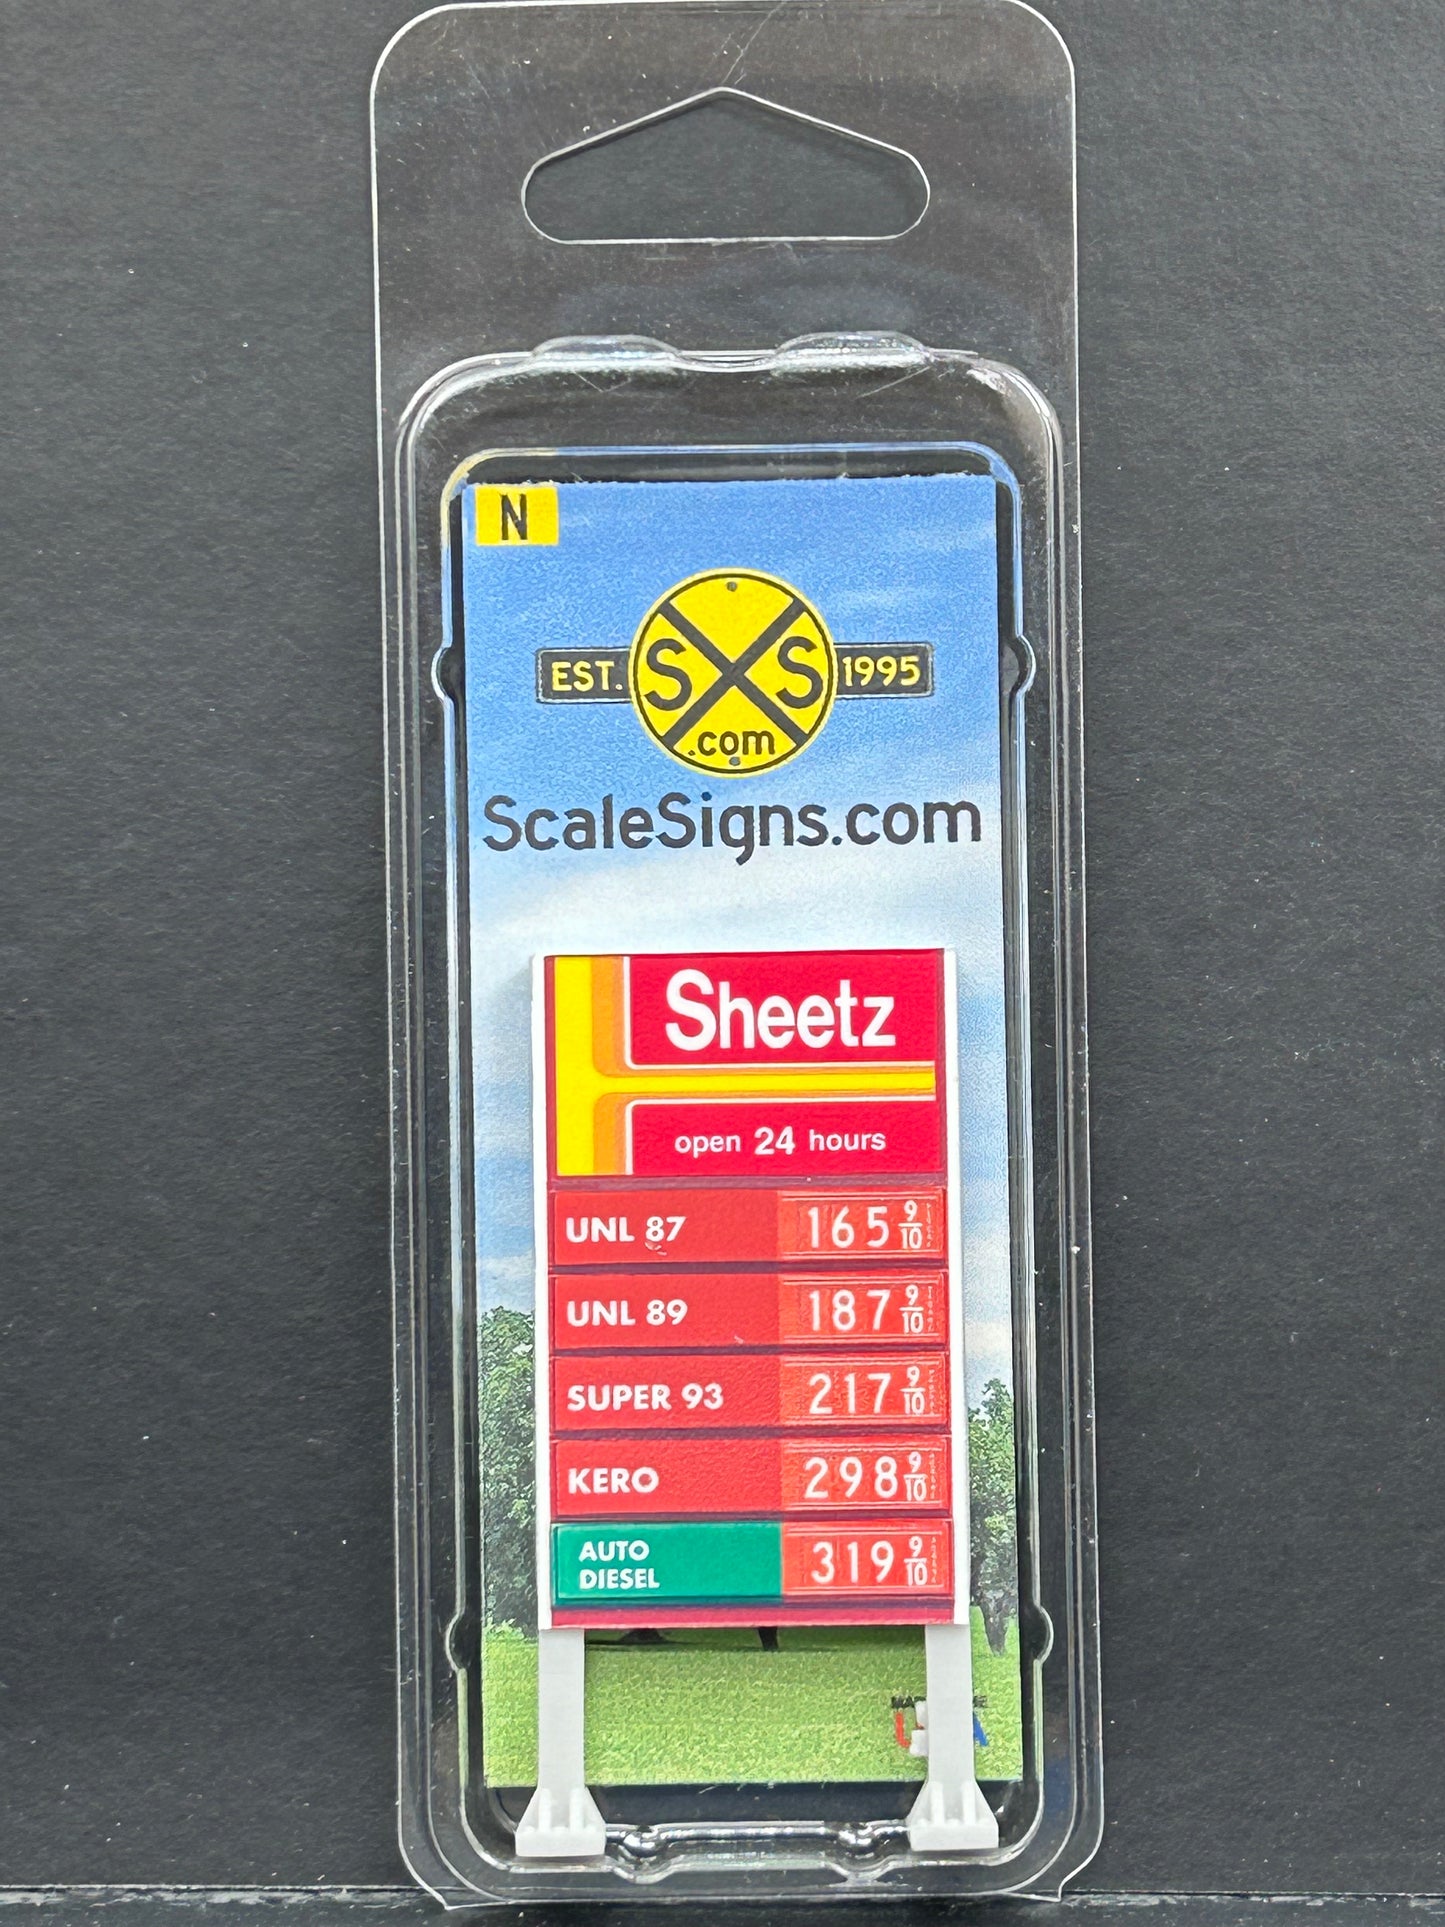 N
EST. S S 1995
.com
ScaleSigns.com
Sheetz
open 24 hours
UNL 87 165 9/10
UNL 89 187 9/10
SUPER 93 217 9/10
KERO 298 9/10
AUTO DIESEL 319 9/10